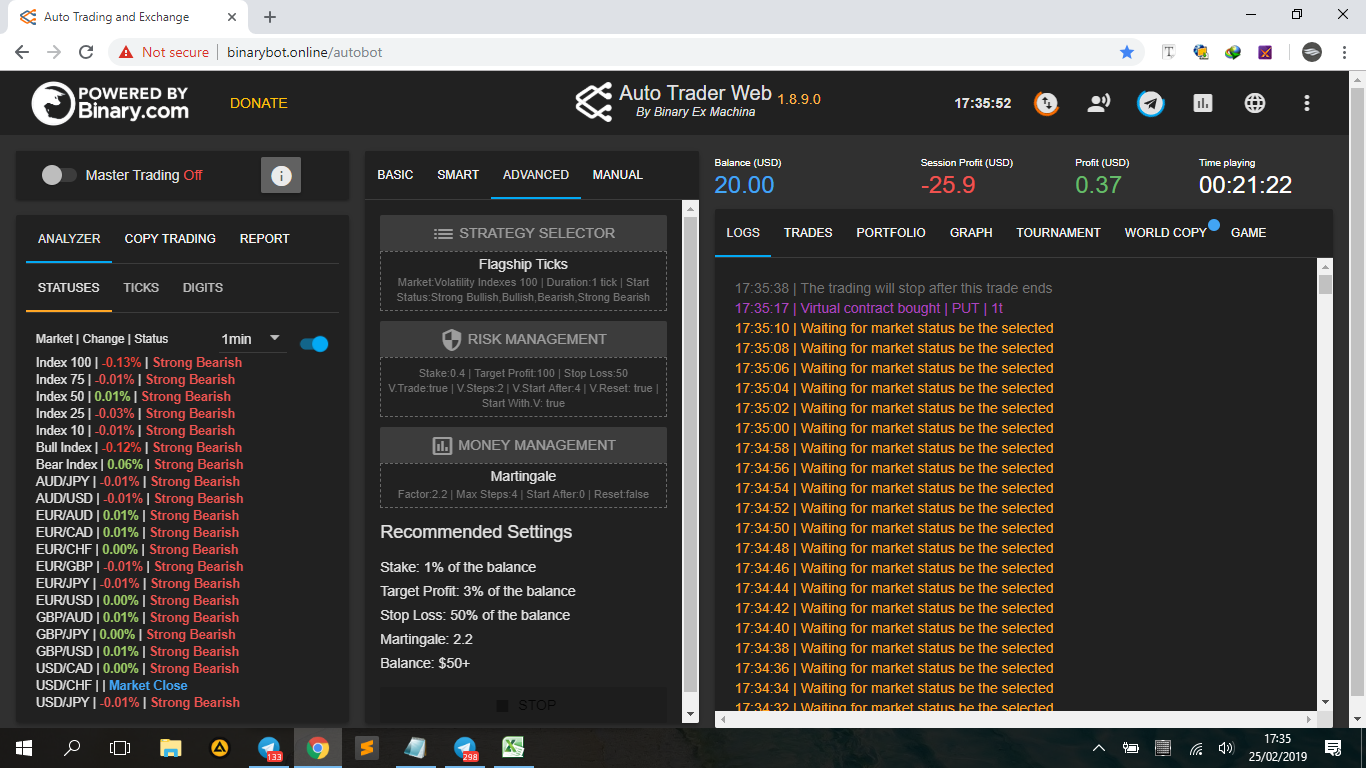 Auto Trading and Exchange
Not secure | binarybot.online/autobot
POWERED BY
Binary.com
DONATE
Auto Trader Web 1.8.9.0
By Binary Ex Machina
17:35:52
Master Trading Off
ANALYZER COPY TRADING REPORT
STATUSES TICKS DIGITS
Market | Change | Status 1min
Index 100 | -0.13% | Strong Bearish
Index 75 | -0.01% | Strong Bearish
Index 50 | 0.01% | Strong Bearish
Index 25 | -0.03% | Strong Bearish
Index 10 | -0.01% | Strong Bearish
Bull Index | -0.12% | Strong Bearish
Bear Index | 0.06% | Strong Bearish
AUD/JPY | -0.01% | Strong Bearish
AUD/USD | -0.01% | Strong Bearish
EUR/AUD | 0.01% | Strong Bearish
EUR/CAD | 0.01% | Strong Bearish
EUR/CHF | 0.00% | Strong Bearish
EUR/GBP | -0.01% | Strong Bearish
EUR/JPY | -0.01% | Strong Bearish
EUR/USD | 0.00% | Strong Bearish
GBP/AUD | 0.01% | Strong Bearish
GBP/JPY | 0.00% | Strong Bearish
GBP/USD | 0.01% | Strong Bearish
USD/CAD | 0.00% | Strong Bearish
USD/CHF | | Market Close
USD/JPY | -0.01% | Strong Bearish
BASIC SMART ADVANCED MANUAL
STRATEGY SELECTOR
Flagship Ticks
Market:Volatility Indexes 100 | Duration:1 tick | Start
Status:Strong Bullish,Bullish,Bearish,Strong Bearish
RISK MANAGEMENT
Stake:0.4 | Target Profit:100 | Stop Loss:50
V.Trade:true | V.Steps:2 | V.Start After:4 | V.Reset: true |
Start With.V: true
MONEY MANAGEMENT
Martingale
Factor:2.2 | Max Steps:4 | Start After:0 | Reset:false
Recommended Settings
Stake: 1% of the balance
Target Profit: 3% of the balance
Stop Loss: 50% of the balance
Martingale: 2.2
Balance: $50+
STOP
Balance (USD) Session Profit (USD) Profit (USD) Time playing
20.00 -25.9 0.37 00:21:22
LOGS TRADES PORTFOLIO GRAPH TOURNAMENT WORLD COPY GAME
17:35:38 | The trading will stop after this trade ends
17:35:17 | Virtual contract bought | PUT | 1t
17:35:10 | Waiting for market status be the selected
17:35:08 | Waiting for market status be the selected
17:35:06 | Waiting for market status be the selected
17:35:04 | Waiting for market status be the selected
17:35:02 | Waiting for market status be the selected
17:35:00 | Waiting for market status be the selected
17:34:58 | Waiting for market status be the selected
17:34:56 | Waiting for market status be the selected
17:34:54 | Waiting for market status be the selected
17:34:52 | Waiting for market status be the selected
17:34:50 | Waiting for market status be the selected
17:34:48 | Waiting for market status be the selected
17:34:46 | Waiting for market status be the selected
17:34:44 | Waiting for market status be the selected
17:34:42 | Waiting for market status be the selected
17:34:40 | Waiting for market status be the selected
17:34:38 | Waiting for market status be the selected
17:34:36 | Waiting for market status be the selected
17:34:34 | Waiting for market status be the selected
17:34:32 | Waiting for market status be the selected
133
298
17:35
25/02/2019